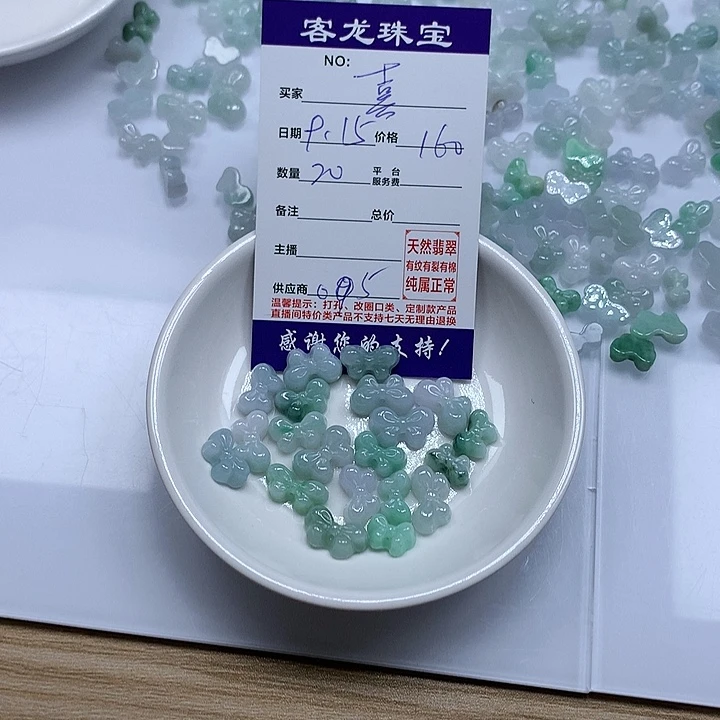 客龙珠宝
NO:
买家 嘉
日期 9.15 价格 160
数量 20 平台服务费
备注 总价
主播
供应商 095
天然翡翠
有纹有裂有棉
纯属正常
温馨提示：打孔、改圈口类、定制款产品
直播间特价类产品不支持七天无理由退换
感谢您的支持！